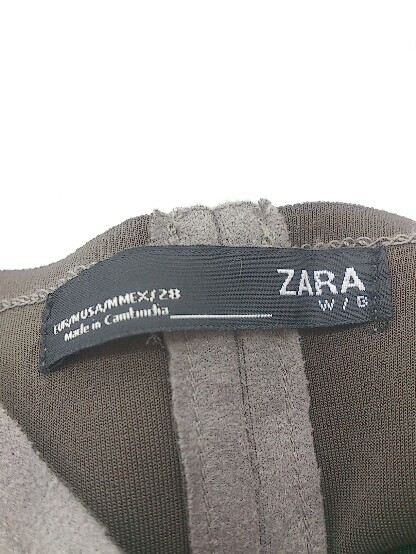 EUR/M USA/M MEX/28
Made in Cambodia
ZARA
W/B